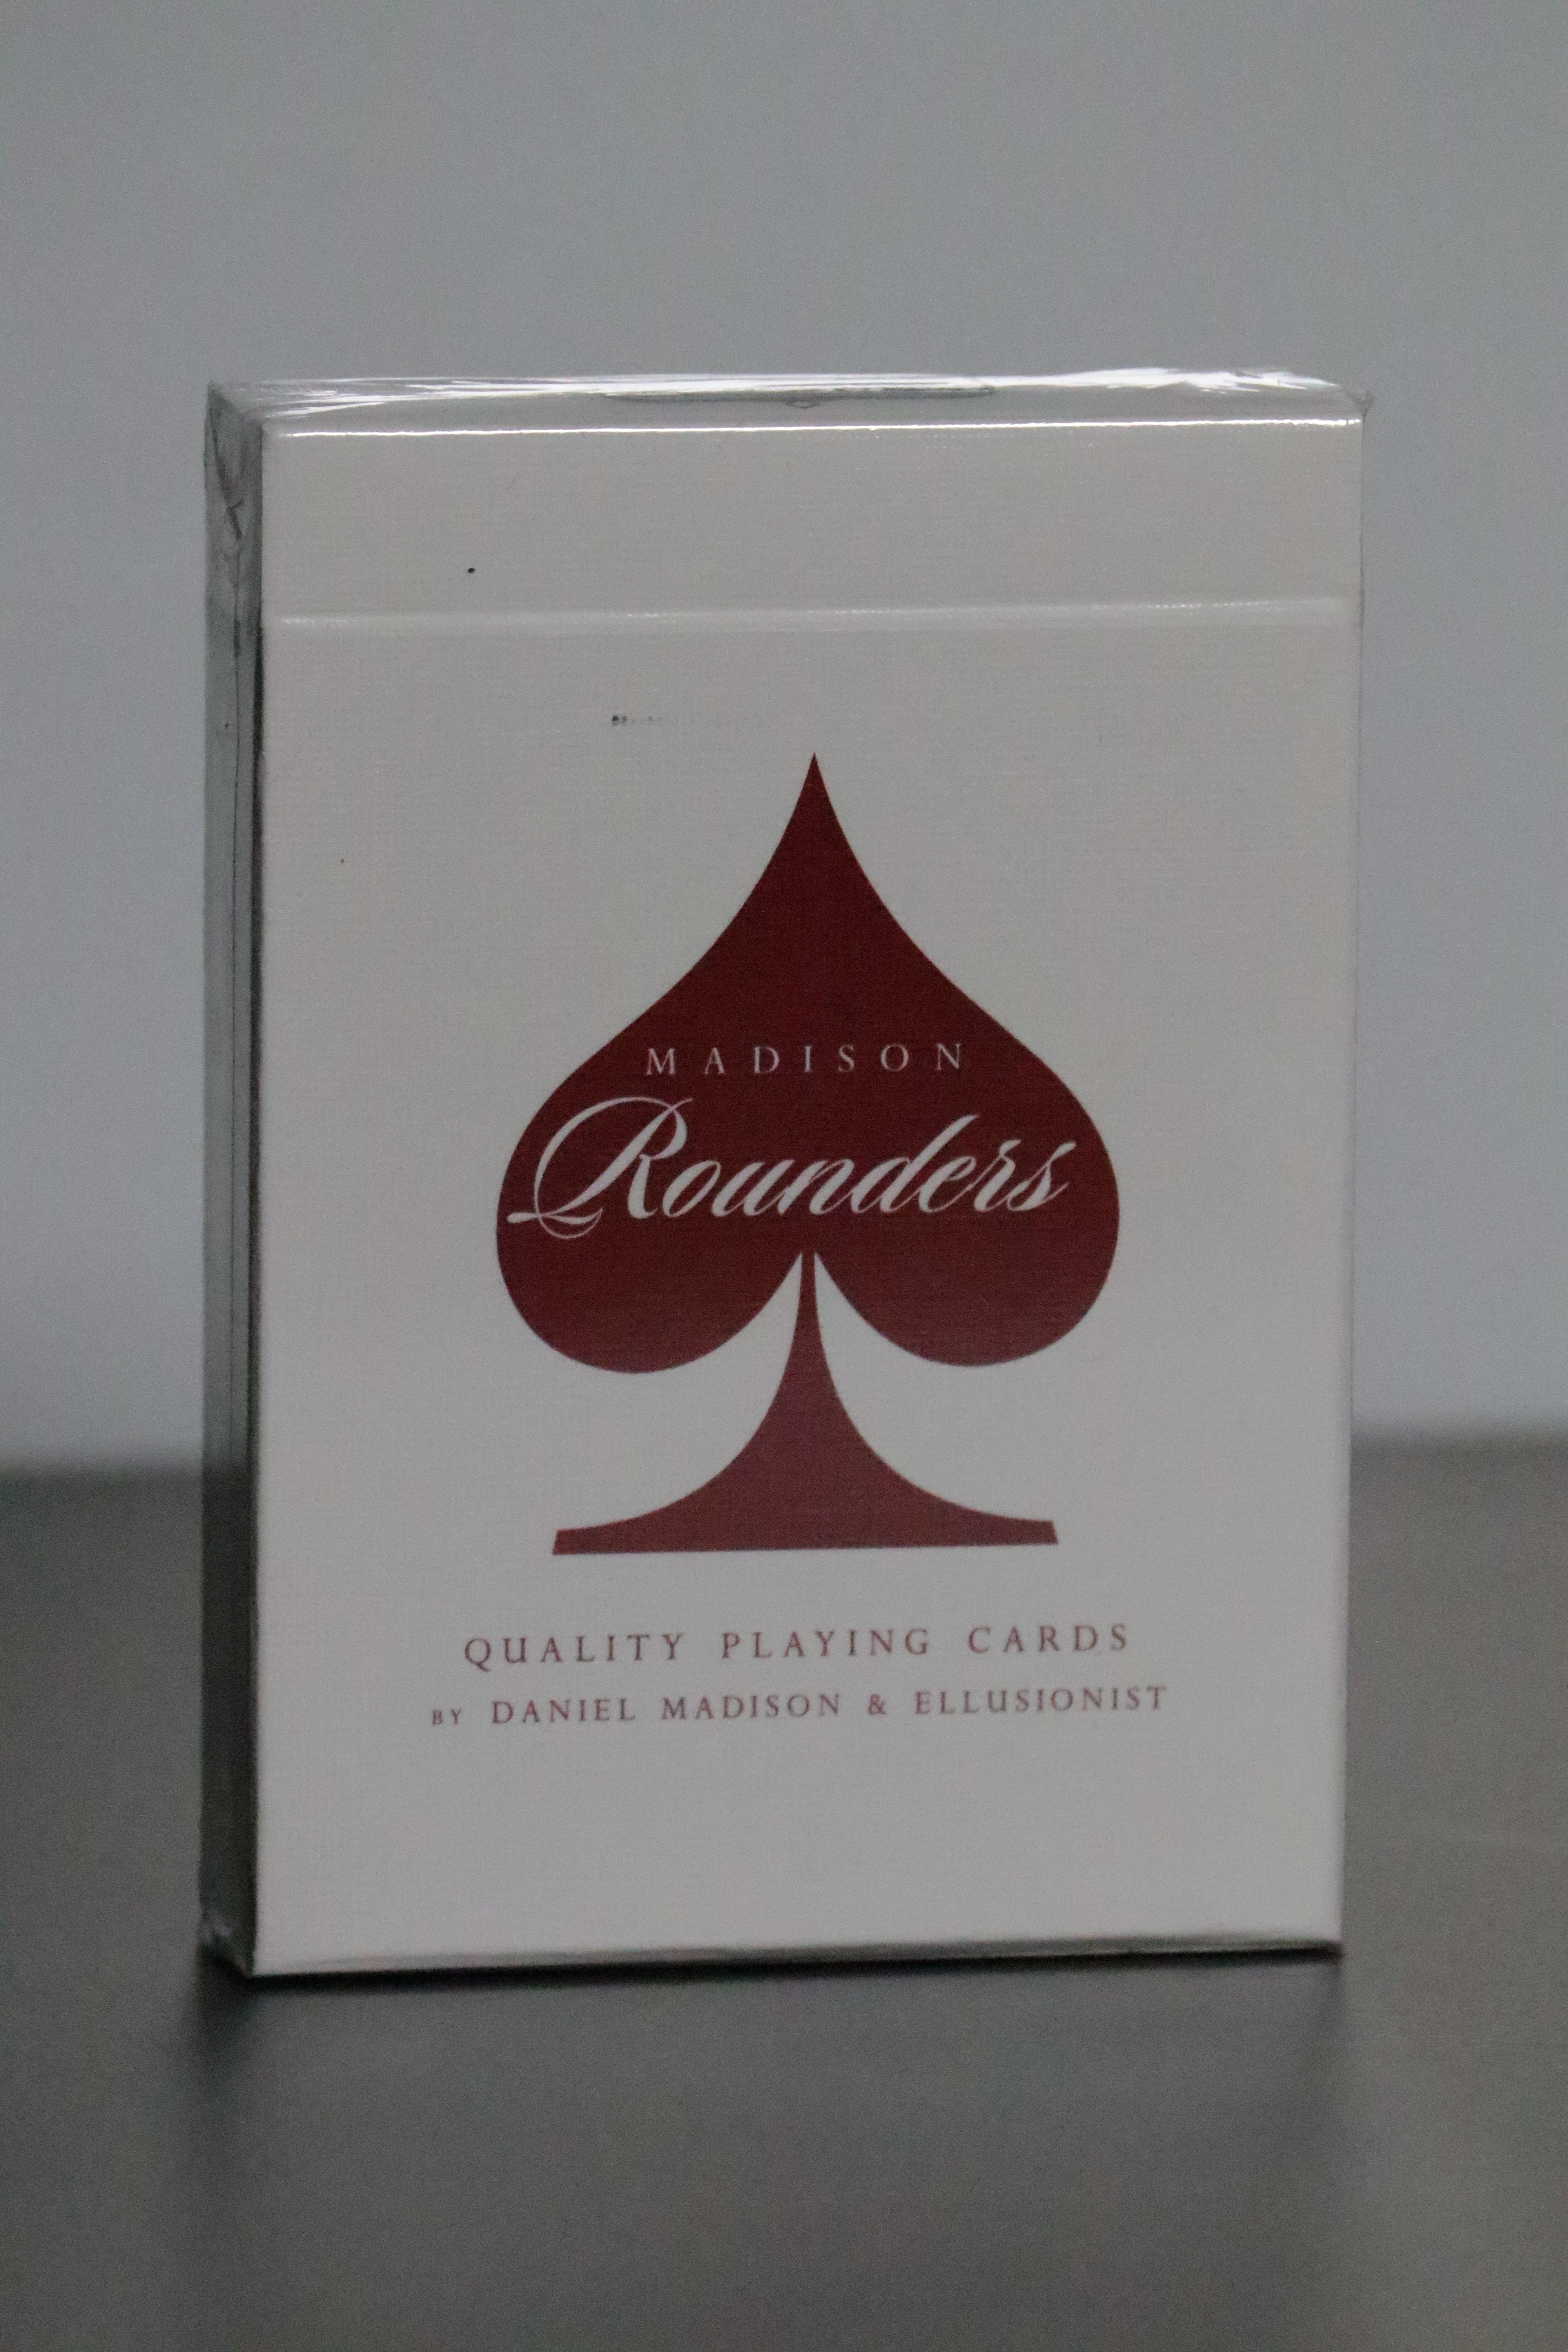 MADISON
Rounders
QUALITY PLAYING CARDS
BY DANIEL MADISON & ELLUSIONIST